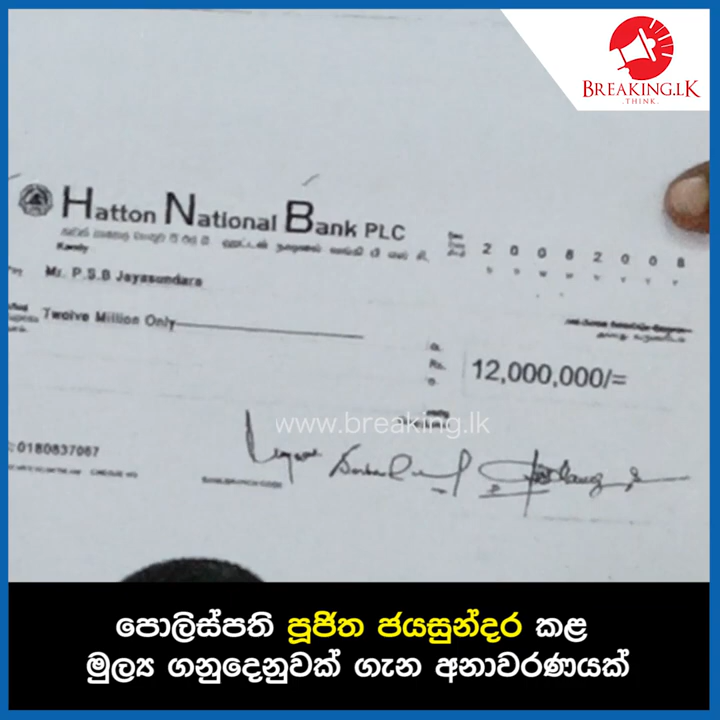 BREAKING.LK
.THINK.
Hatton National Bank PLC
Kandy
2 0 0 8 2 0 0 8
Mr. P.S.B Jayasundara
Twelve Million Only
Rs.
12,000,000/=
www.breaking.lk
0180837067
පොලිස්පති පූජිත ජයසුන්දර කළ
මුල්‍ය ගනුදෙනුවක් ගැන අනාවරණයක්